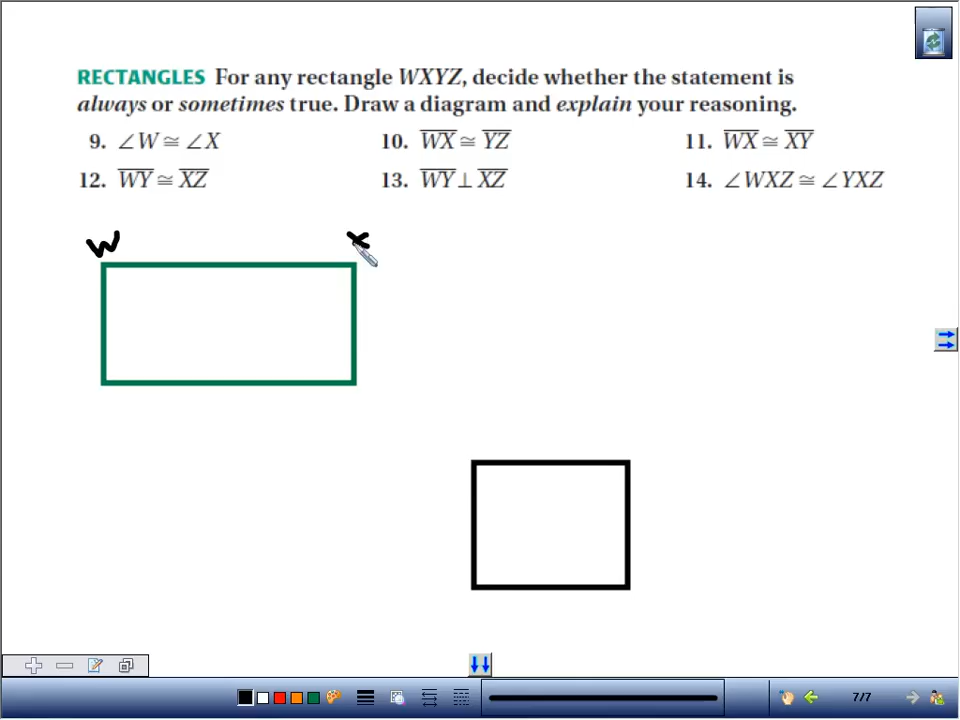 RECTANGLES For any rectangle WXYZ, decide whether the statement is
always or sometimes true. Draw a diagram and explain your reasoning.
9. ∠W ≅ ∠X 10. W̅X̅ ≅ Y̅Z̅ 11. W̅X̅ ≅ X̅Y̅
12. W̅Y̅ ≅ X̅Z̅ 13. W̅Y̅ ⊥ X̅Z̅ 14. ∠WXZ ≅ ∠YXZ
W X
7/7